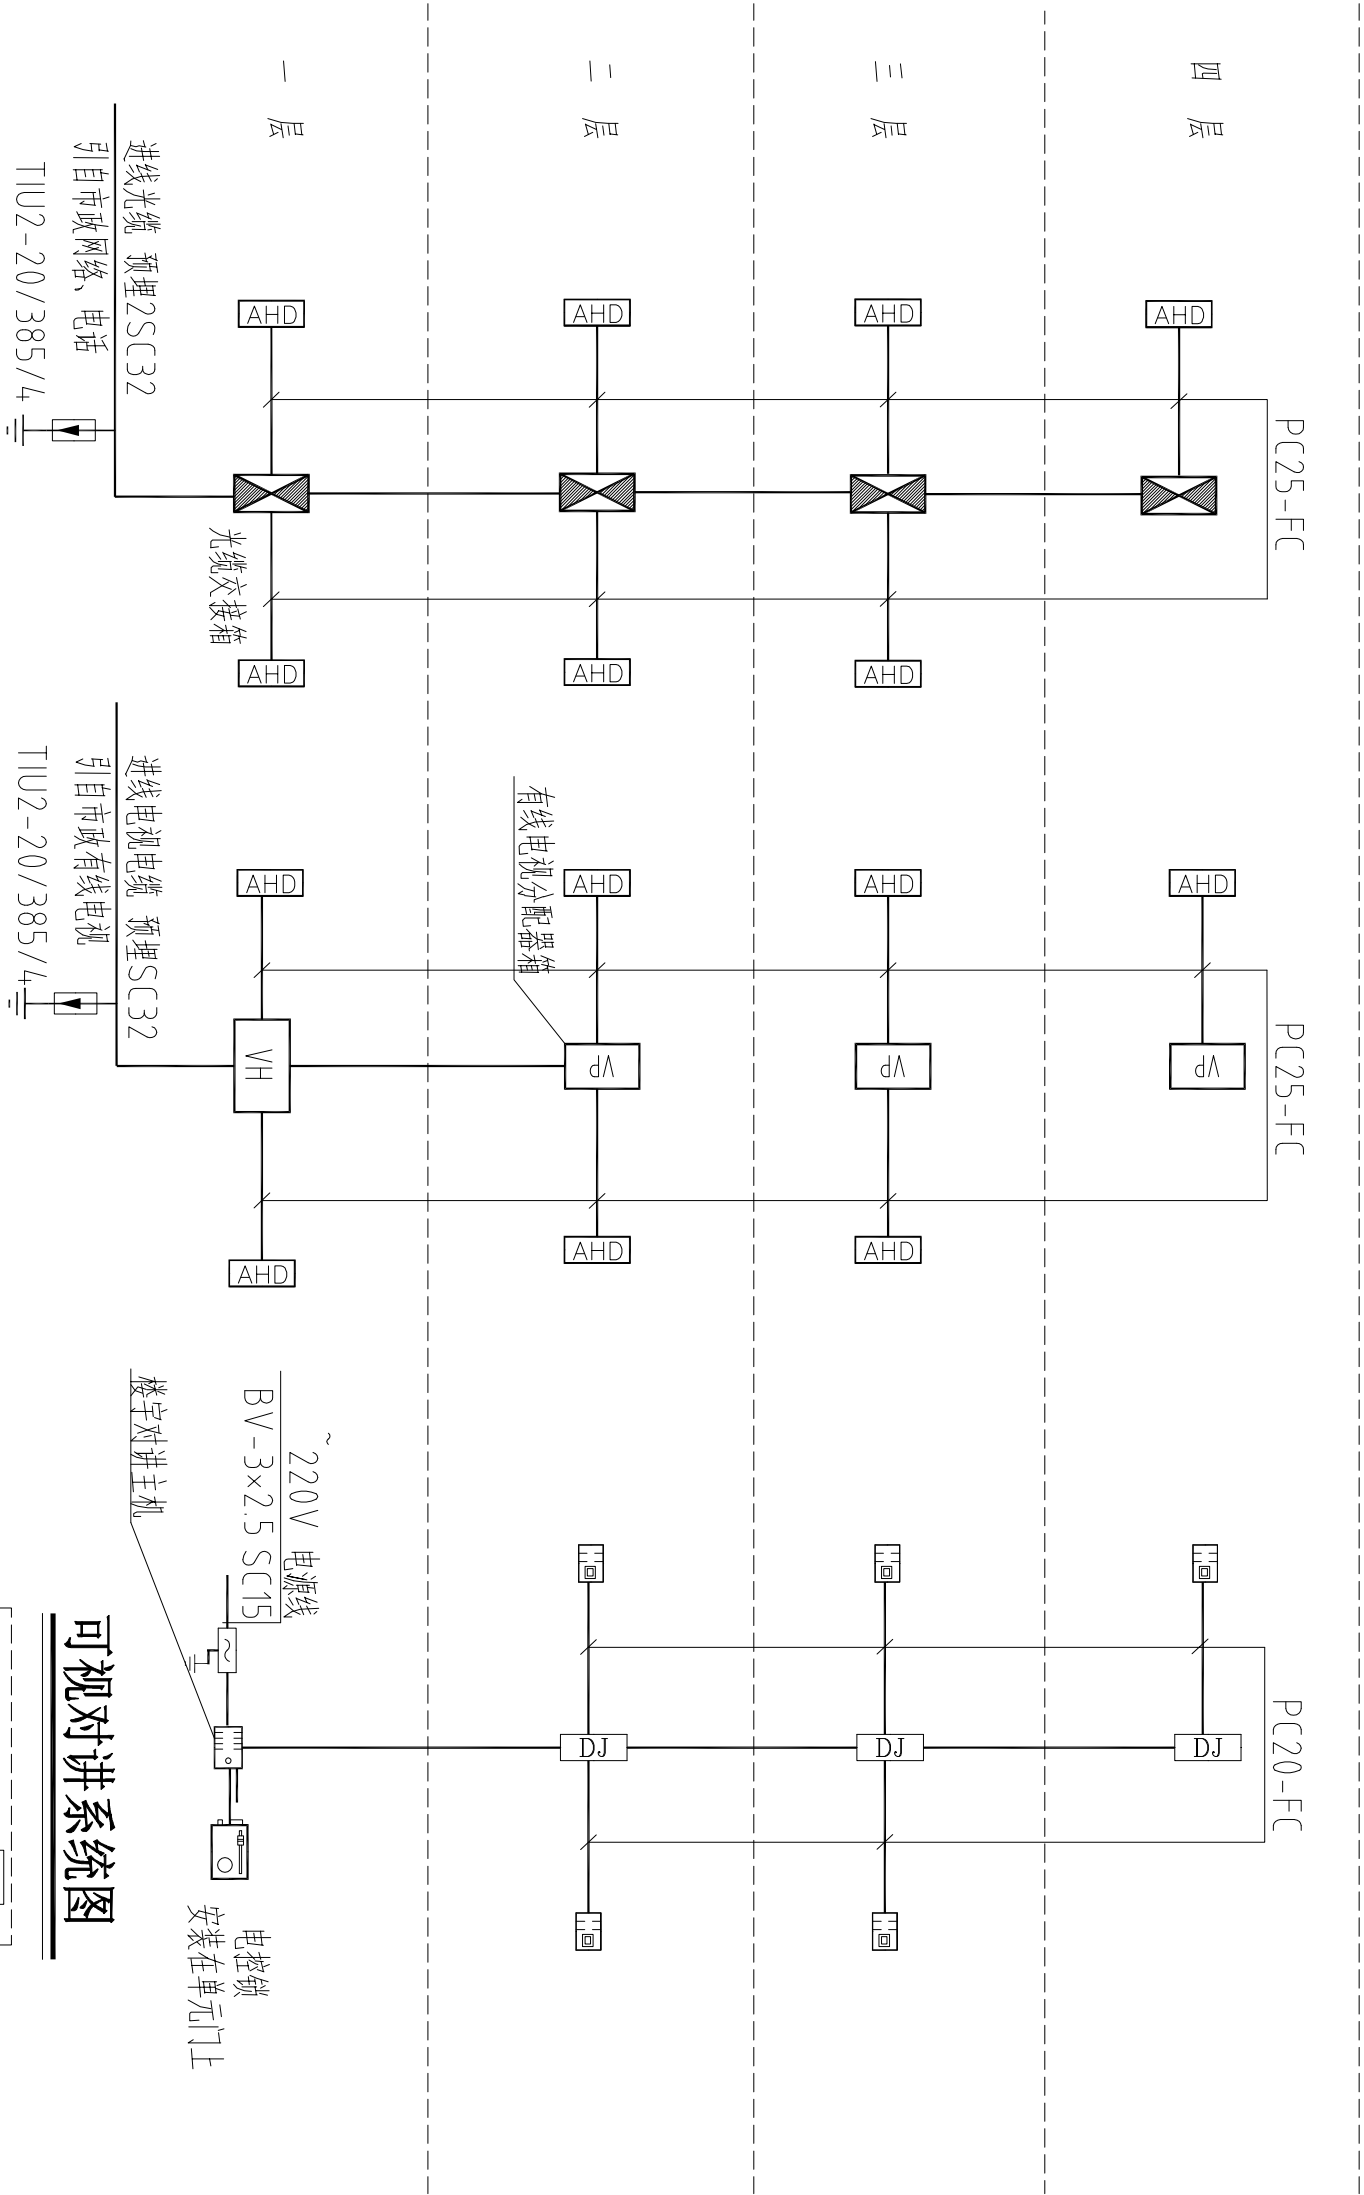 四 层
三 层
二 层
一 层
PC25-FC
AHD
AHD
AHD
AHD
AHD
AHD
AHD
光缆交接箱
进线光缆 预埋2SC32
引自市政网络、电话
TIU2-20/385/4
PC25-FC
AHD
AHD
AHD
AHD
VP
VP
VP
VH
AHD
AHD
AHD
有线电视分配器箱
进线电视电缆 预埋SC32
引自市政有线电视
TIU2-20/385/4
PC20-FC
DJ
DJ
DJ
~
220V 电源线
BV-3×2.5 SC15
楼宇对讲主机
电控锁
安装在单元门上
可视对讲系统图